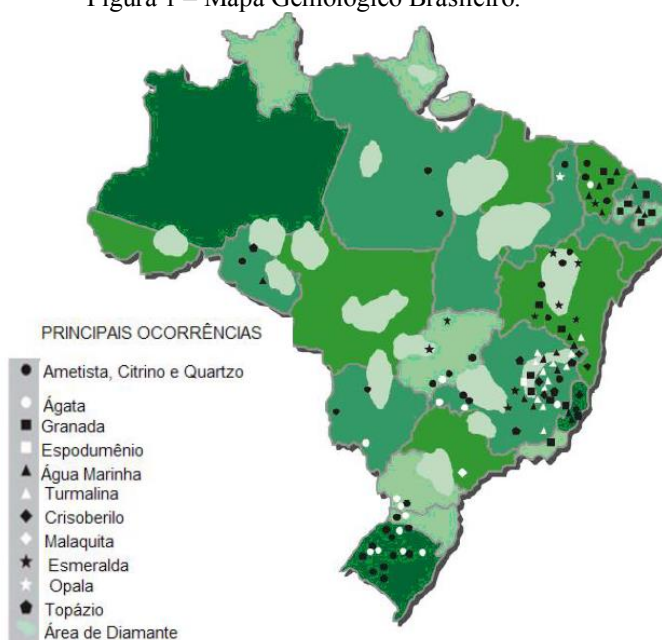 Figura 1 – Mapa Gemológico Brasileiro.
PRINCIPAIS OCORRÊNCIAS
Ametista, Citrino e Quartzo
Ágata
Granada
Espodumênio
Água Marinha
Turmalina
Crisoberilo
Malaquita
Esmeralda
Opala
Topázio
Área de Diamante